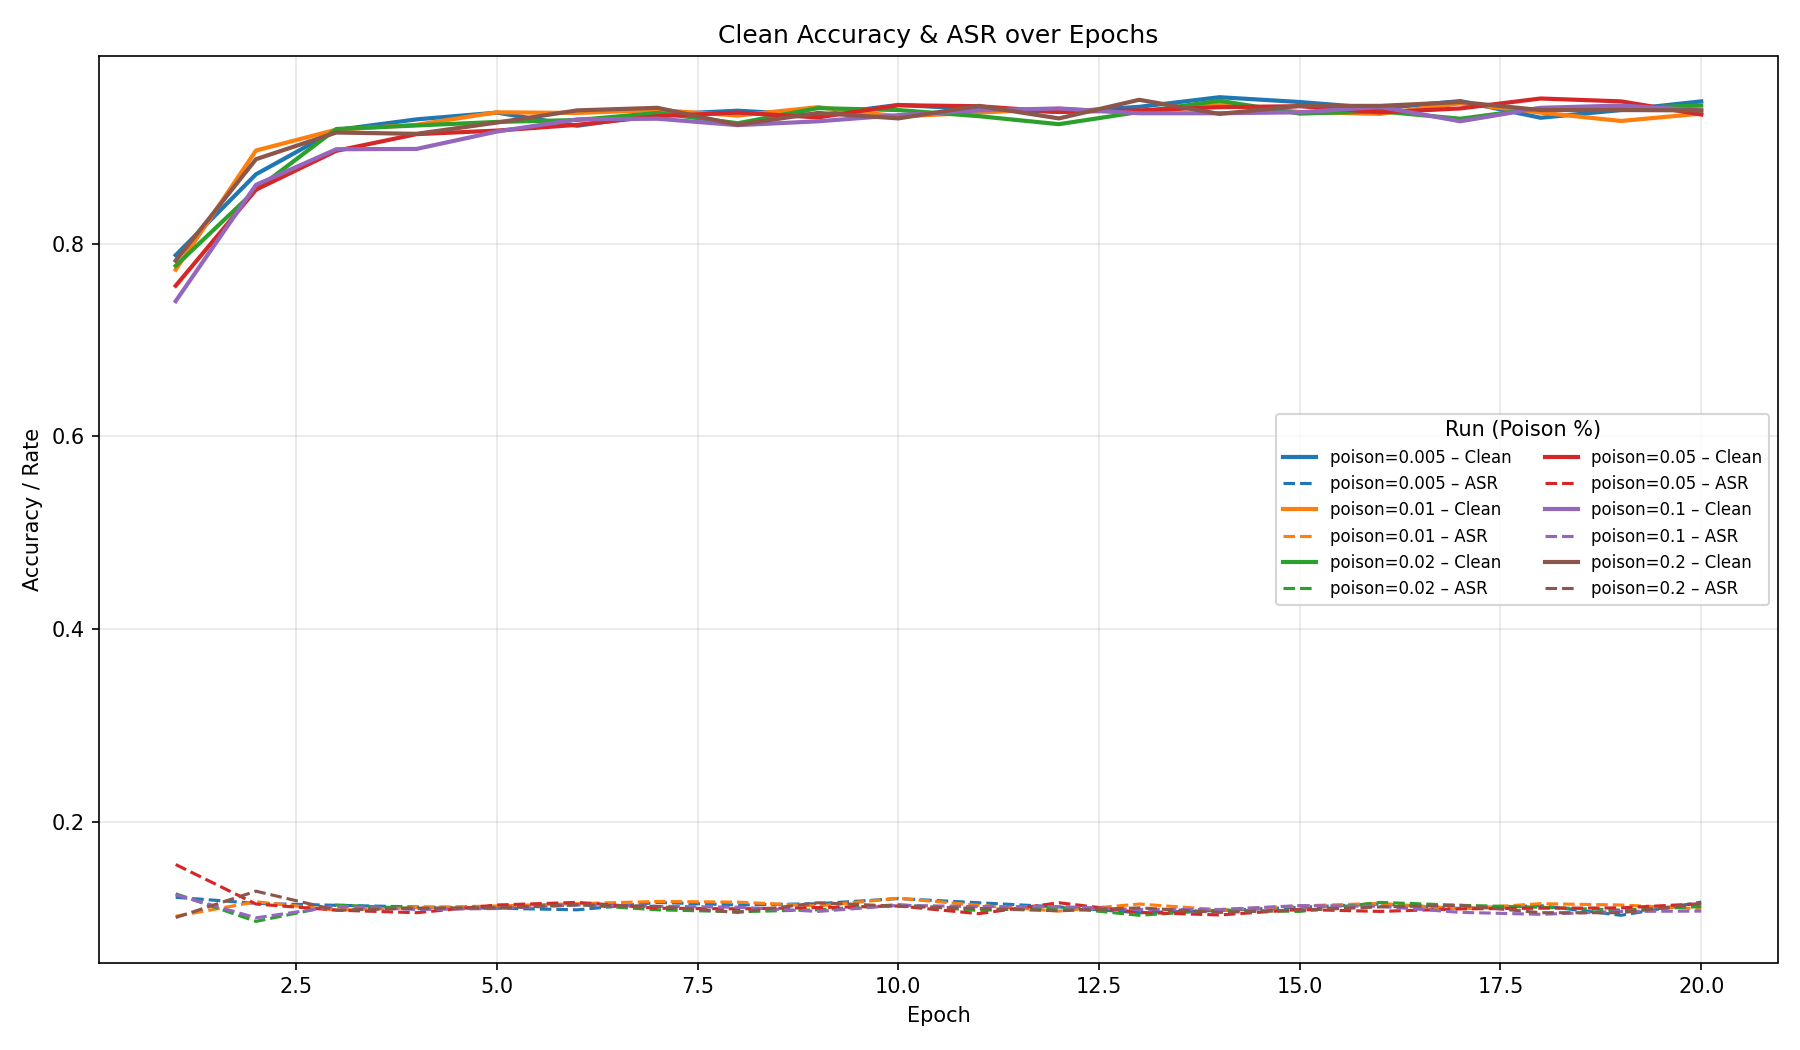 Clean Accuracy & ASR over Epochs
Accuracy / Rate
0.8
0.6
0.4
0.2
Run (Poison %)
poison=0.005 – Clean
poison=0.005 – ASR
poison=0.01 – Clean
poison=0.01 – ASR
poison=0.02 – Clean
poison=0.02 – ASR
poison=0.05 – Clean
poison=0.05 – ASR
poison=0.1 – Clean
poison=0.1 – ASR
poison=0.2 – Clean
poison=0.2 – ASR
2.5 5.0 7.5 10.0 12.5 15.0 17.5 20.0
Epoch